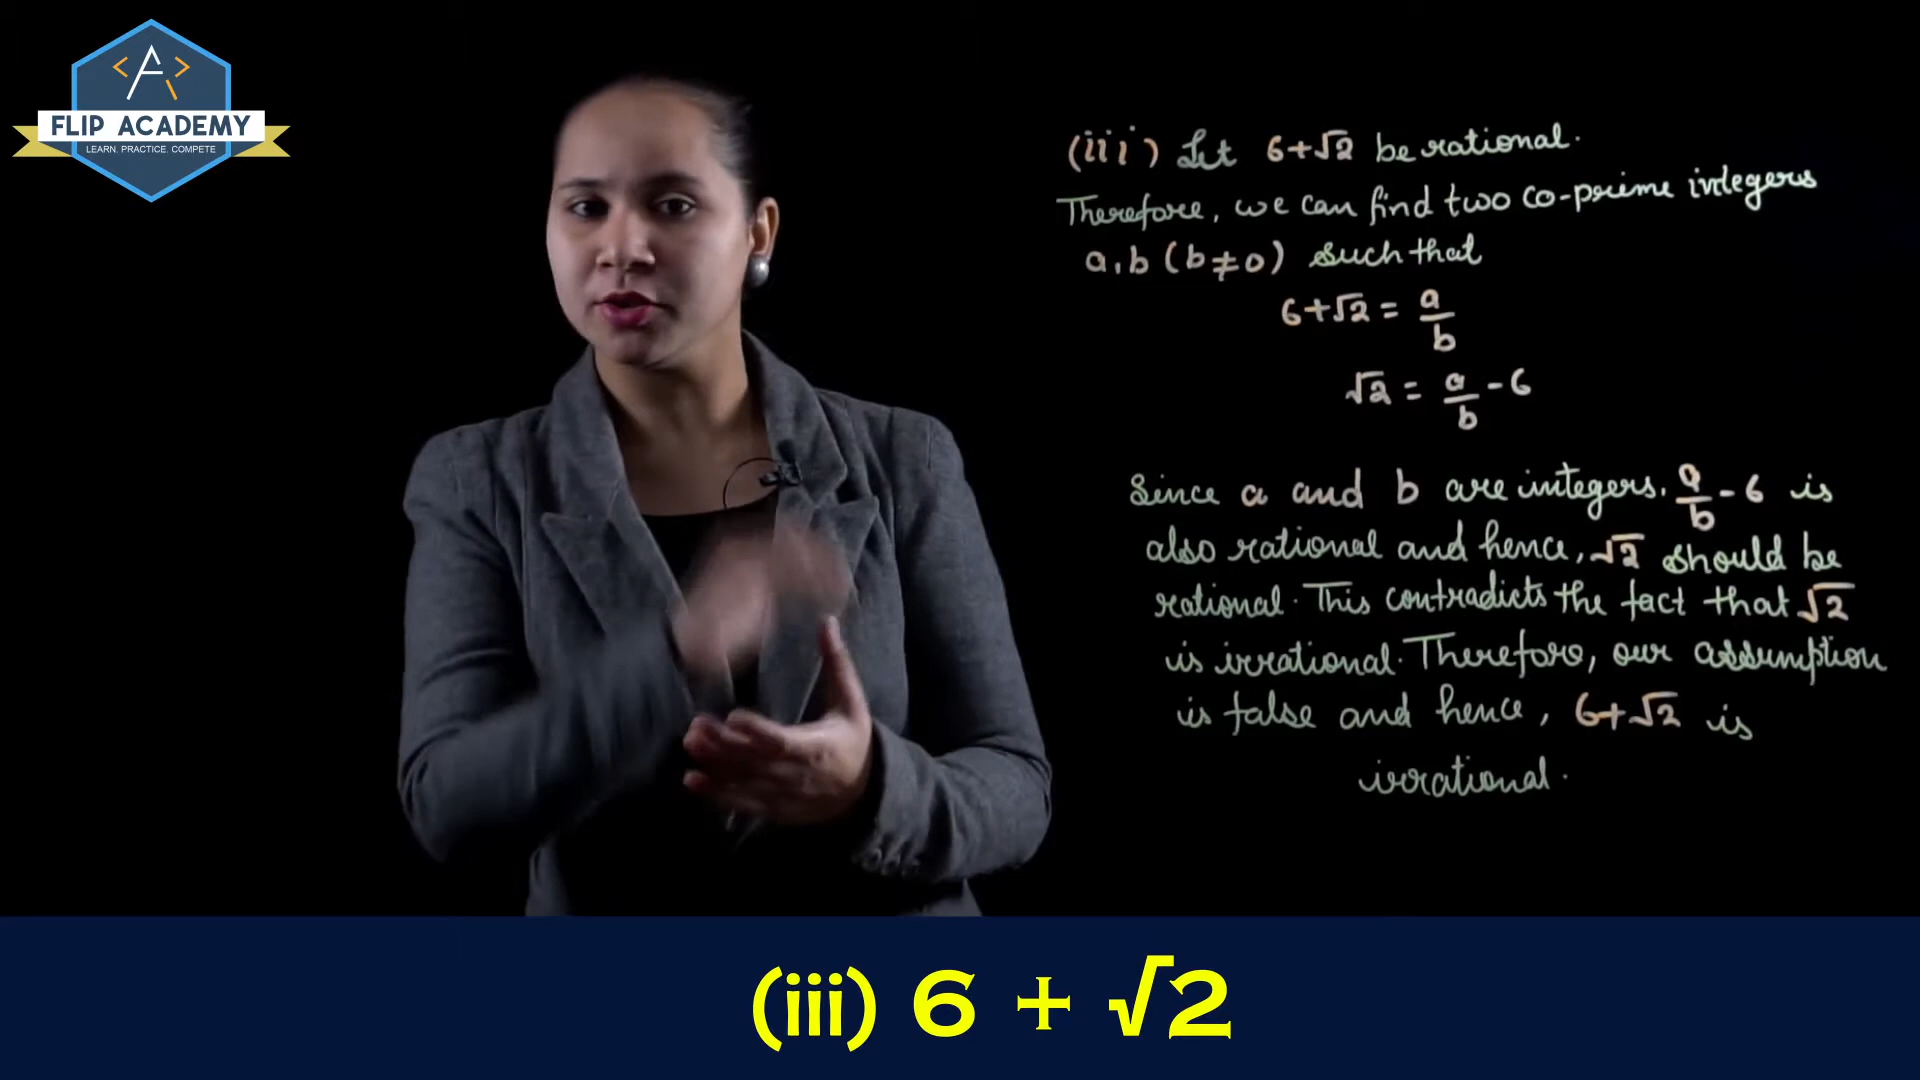 FLIP ACADEMY
LEARN. PRACTICE. COMPETE
(iii) Let 6+√2 be rational.
Therefore, we can find two co-prime integers
a, b (b≠0) such that
6+√2 = a/b
√2 = a/b - 6
Since a and b are integers, a/b - 6 is
also rational and hence, √2 should be
rational. This contradicts the fact that √2
is irrational. Therefore, our assumption
is false and hence, 6+√2 is
irrational.
(iii) 6 + √2